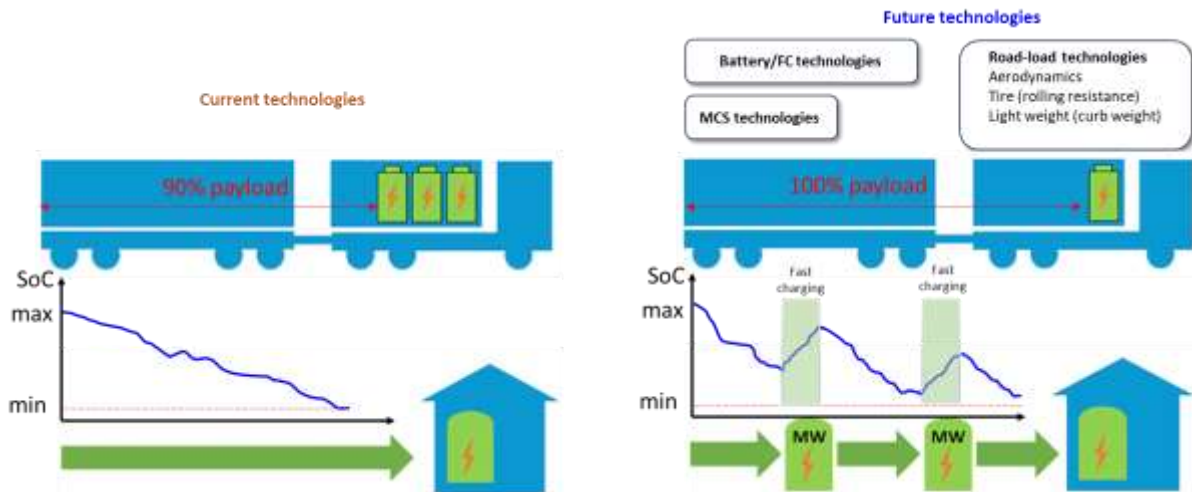 Current technologies
90% payload
SoC
max
min
Future technologies
Battery/FC technologies
MCS technologies
Road-load technologies
Aerodynamics
Tire (rolling resistance)
Light weight (curb weight)
100% payload
SoC
max
min
Fast
charging
Fast
charging
MW
MW